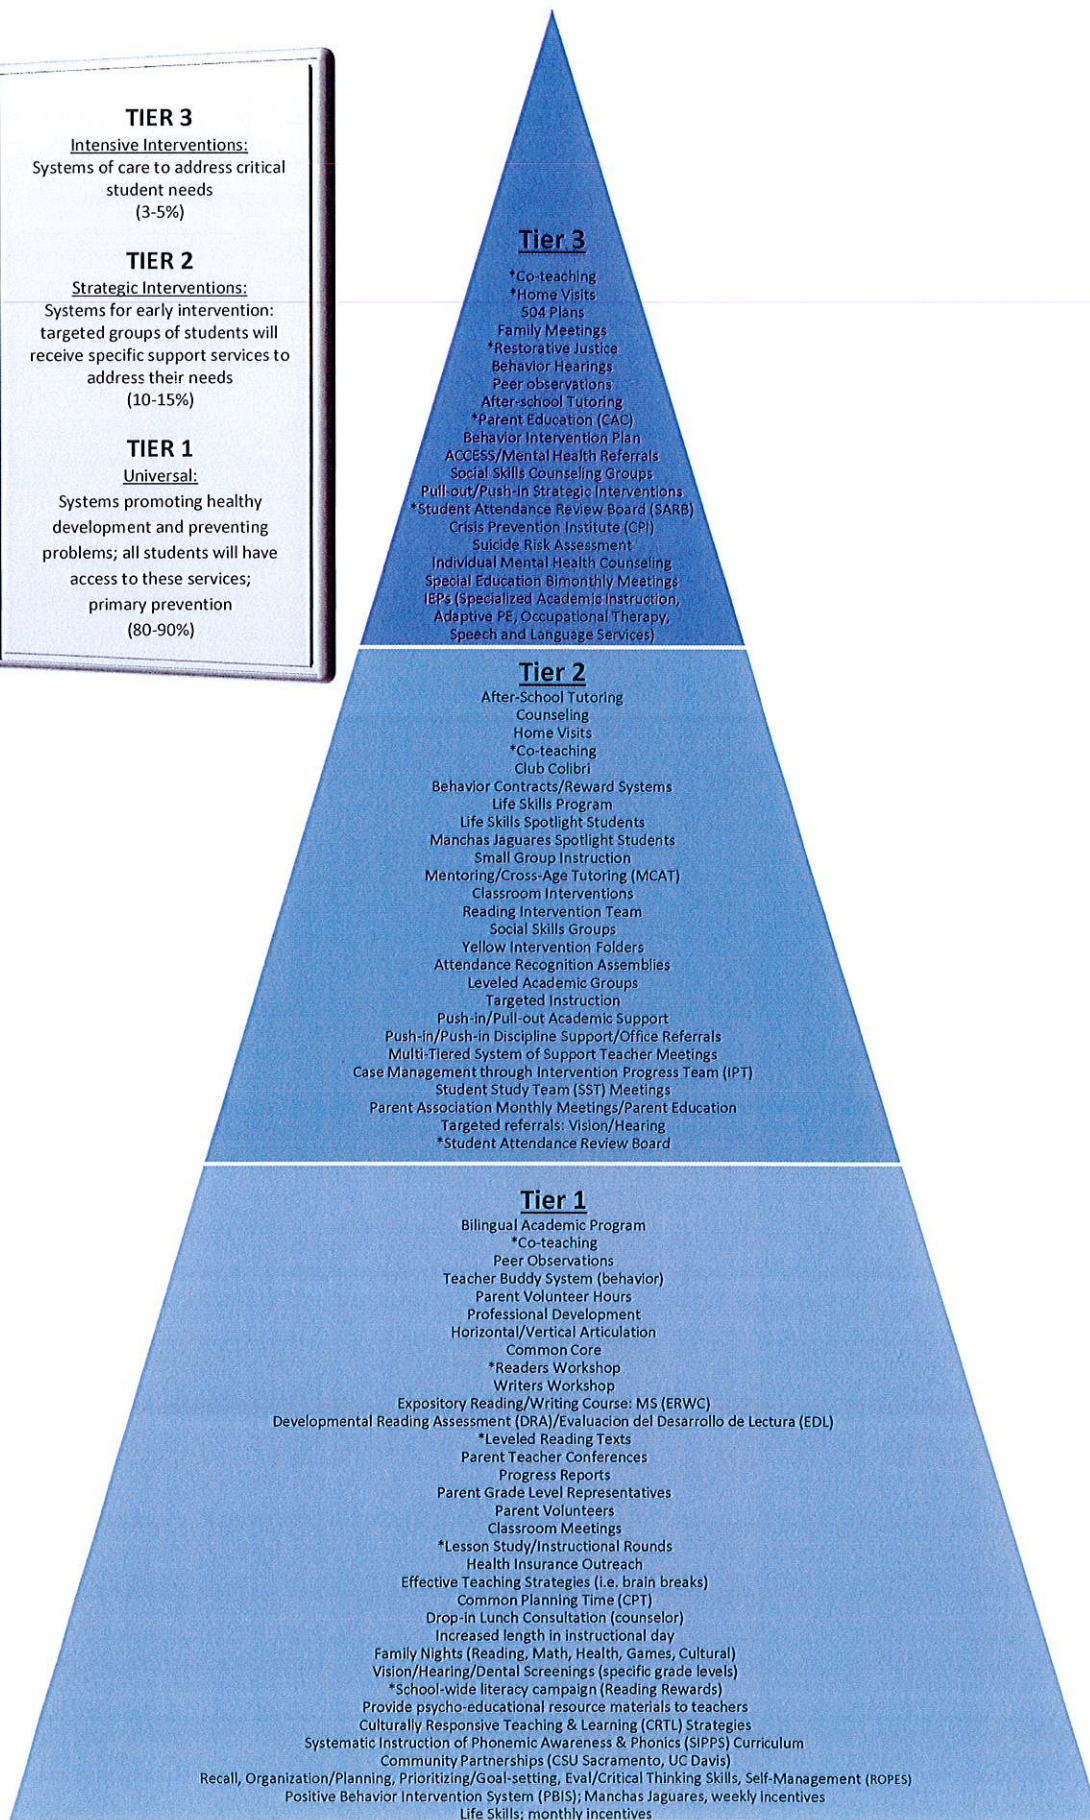 TIER 3
Intensive Interventions:
Systems of care to address critical
student needs
(3-5%)
TIER 2
Strategic Interventions:
Systems for early intervention:
targeted groups of students will
receive specific support services to
address their needs
(10-15%)
TIER 1
Universal:
Systems promoting healthy
development and preventing
problems; all students will have
access to these services;
primary prevention
(80-90%)
Tier 3
*Co-teaching
*Home Visits
504 Plans
Family Meetings
*Restorative Justice
Behavior Hearings
Peer observations
After-school Tutoring
*Parent Education (CAC)
Behavior Intervention Plan
ACCESS/Mental Health Referrals
Social Skills Counseling Groups
Pull-out/Push-in Strategic Interventions
*Student Attendance Review Board (SARB)
Crisis Prevention Institute (CPI)
Suicide Risk Assessment
Individual Mental Health Counseling
Special Education Bimonthly Meetings
IEPs (Specialized Academic Instruction,
Adaptive PE, Occupational Therapy,
Speech and Language Services)
Tier 2
After-School Tutoring
Counseling
Home Visits
*Co-teaching
Club Colibri
Behavior Contracts/Reward Systems
Life Skills Program
Life Skills Spotlight Students
Manchas Jaguares Spotlight Students
Small Group Instruction
Mentoring/Cross-Age Tutoring (MCAT)
Classroom Interventions
Reading Intervention Team
Social Skills Groups
Yellow Intervention Folders
Attendance Recognition Assemblies
Leveled Academic Groups
Targeted Instruction
Push-in/Pull-out Academic Support
Push-in/Push-in Discipline Support/Office Referrals
Multi-Tiered System of Support Teacher Meetings
Case Management through Intervention Progress Team (IPT)
Student Study Team (SST) Meetings
Parent Association Monthly Meetings/Parent Education
Targeted referrals: Vision/Hearing
*Student Attendance Review Board
Tier 1
Bilingual Academic Program
*Co-teaching
Peer Observations
Teacher Buddy System (behavior)
Parent Volunteer Hours
Professional Development
Horizontal/Vertical Articulation
Common Core
*Readers Workshop
Writers Workshop
Expository Reading/Writing Course: MS (ERWC)
Developmental Reading Assessment (DRA)/Evaluacion del Desarrollo de Lectura (EDL)
*Leveled Reading Texts
Parent Teacher Conferences
Progress Reports
Parent Grade Level Representatives
Parent Volunteers
Classroom Meetings
*Lesson Study/Instructional Rounds
Health Insurance Outreach
Effective Teaching Strategies (i.e. brain breaks)
Common Planning Time (CPT)
Drop-in Lunch Consultation (counselor)
Increased length in instructional day
Family Nights (Reading, Math, Health, Games, Cultural)
Vision/Hearing/Dental Screenings (specific grade levels)
*School-wide literacy campaign (Reading Rewards)
Provide psycho-educational resource materials to teachers
Culturally Responsive Teaching & Learning (CRTL) Strategies
Systematic Instruction of Phonemic Awareness & Phonics (SIPPS) Curriculum
Community Partnerships (CSU Sacramento, UC Davis)
Recall, Organization/Planning, Prioritizing/Goal-setting, Eval/Critical Thinking Skills, Self-Management (ROPES)
Positive Behavior Intervention System (PBIS); Manchas Jaguares, weekly incentives
Life Skills; monthly incentives